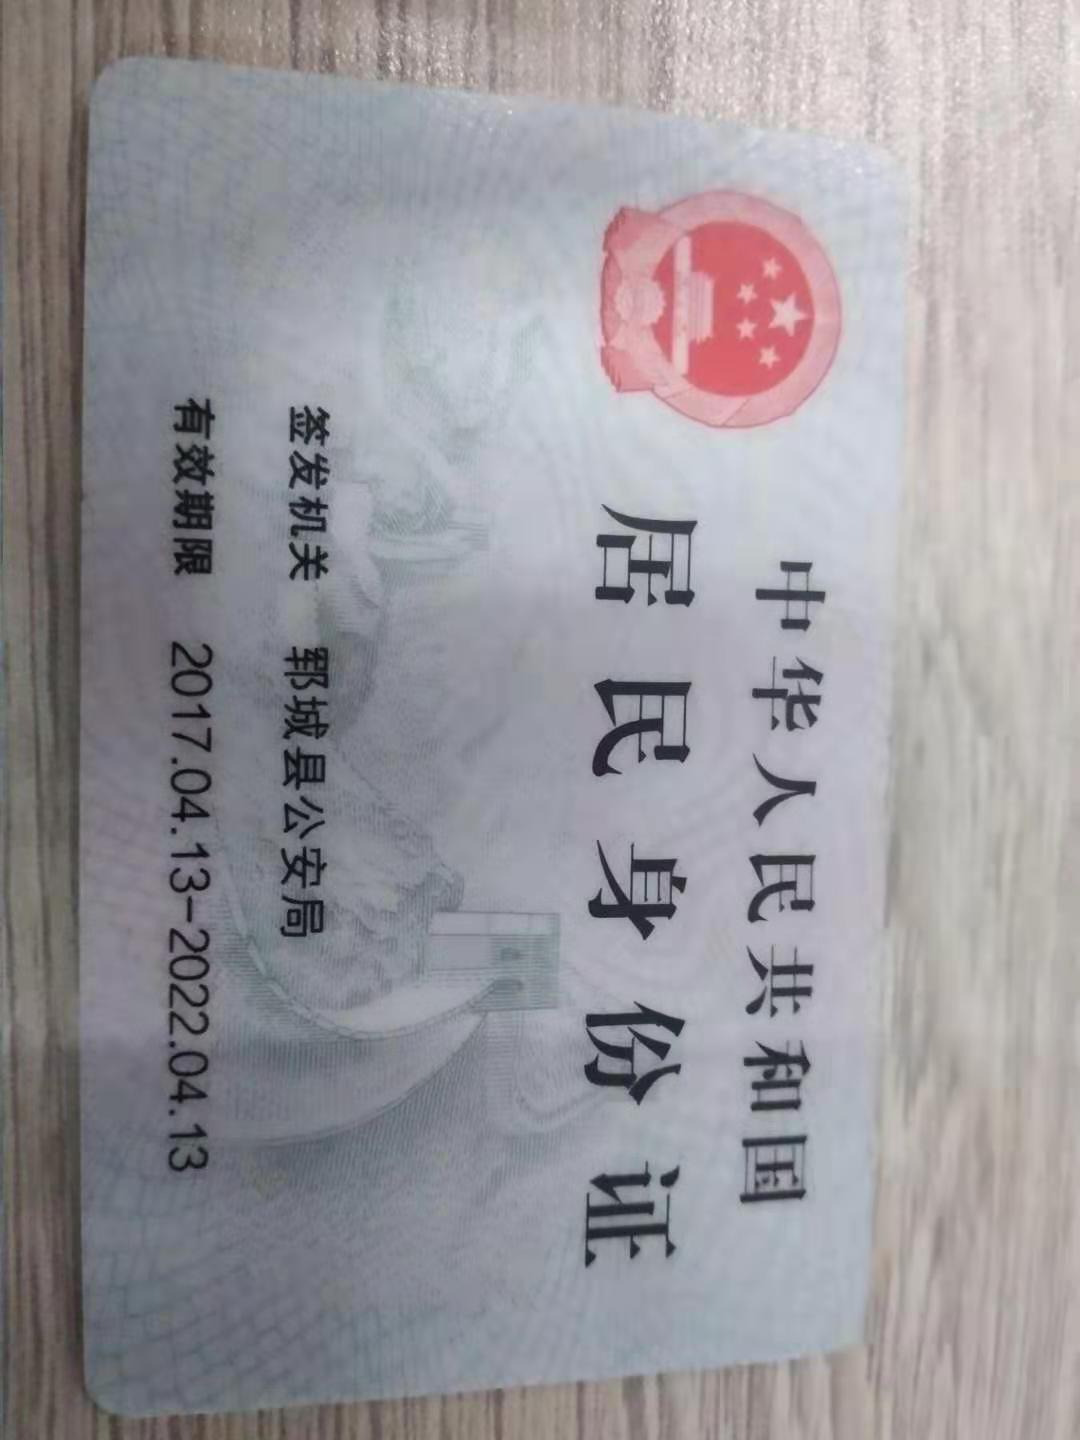 中华人民共和国
居民身份证
签发机关 郓城县公安局
有效期限 2017.04.13-2022.04.13